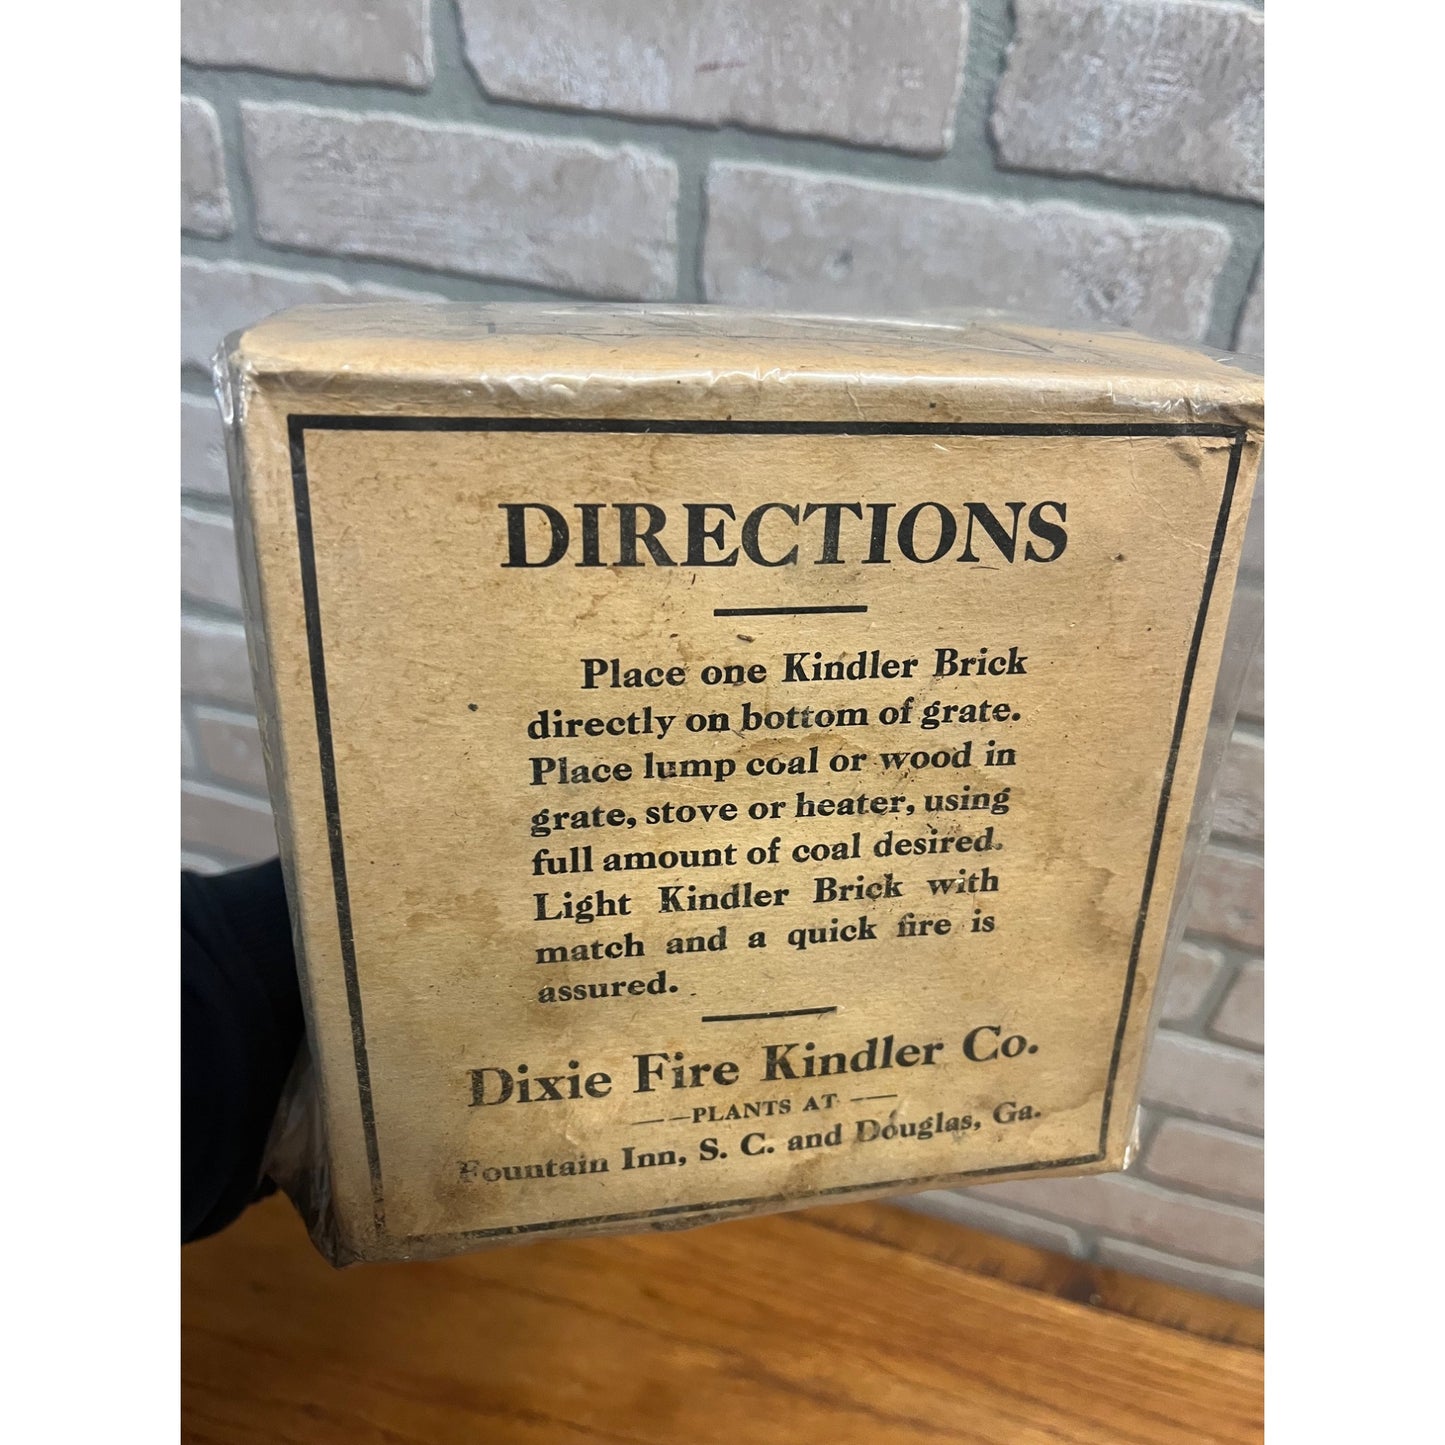 DIRECTIONS
Place one Kindler Brick
directly on bottom of grate.
Place lump coal or wood in
grate, stove or heater, using
full amount of coal desired.
Light Kindler Brick with
match and a quick fire is
assured.
Dixie Fire Kindler Co.
——PLANTS AT——
Fountain Inn, S. C. and Douglas, Ga.